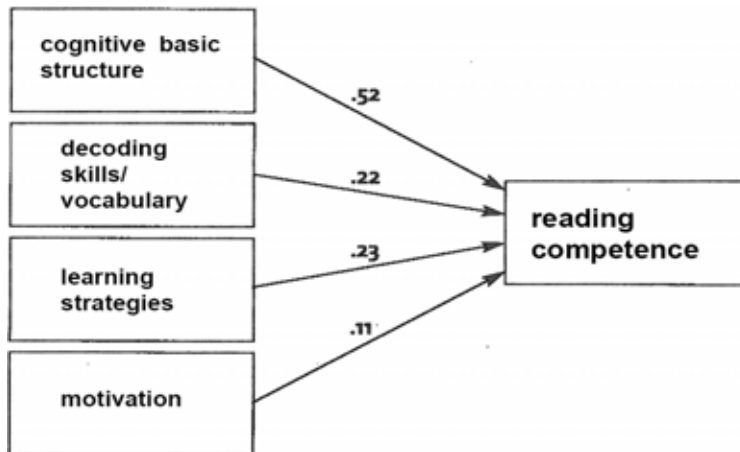 cognitive basic
structure
.52
decoding
skills/
vocabulary
.22
reading
competence
learning
strategies
.23
.11
motivation